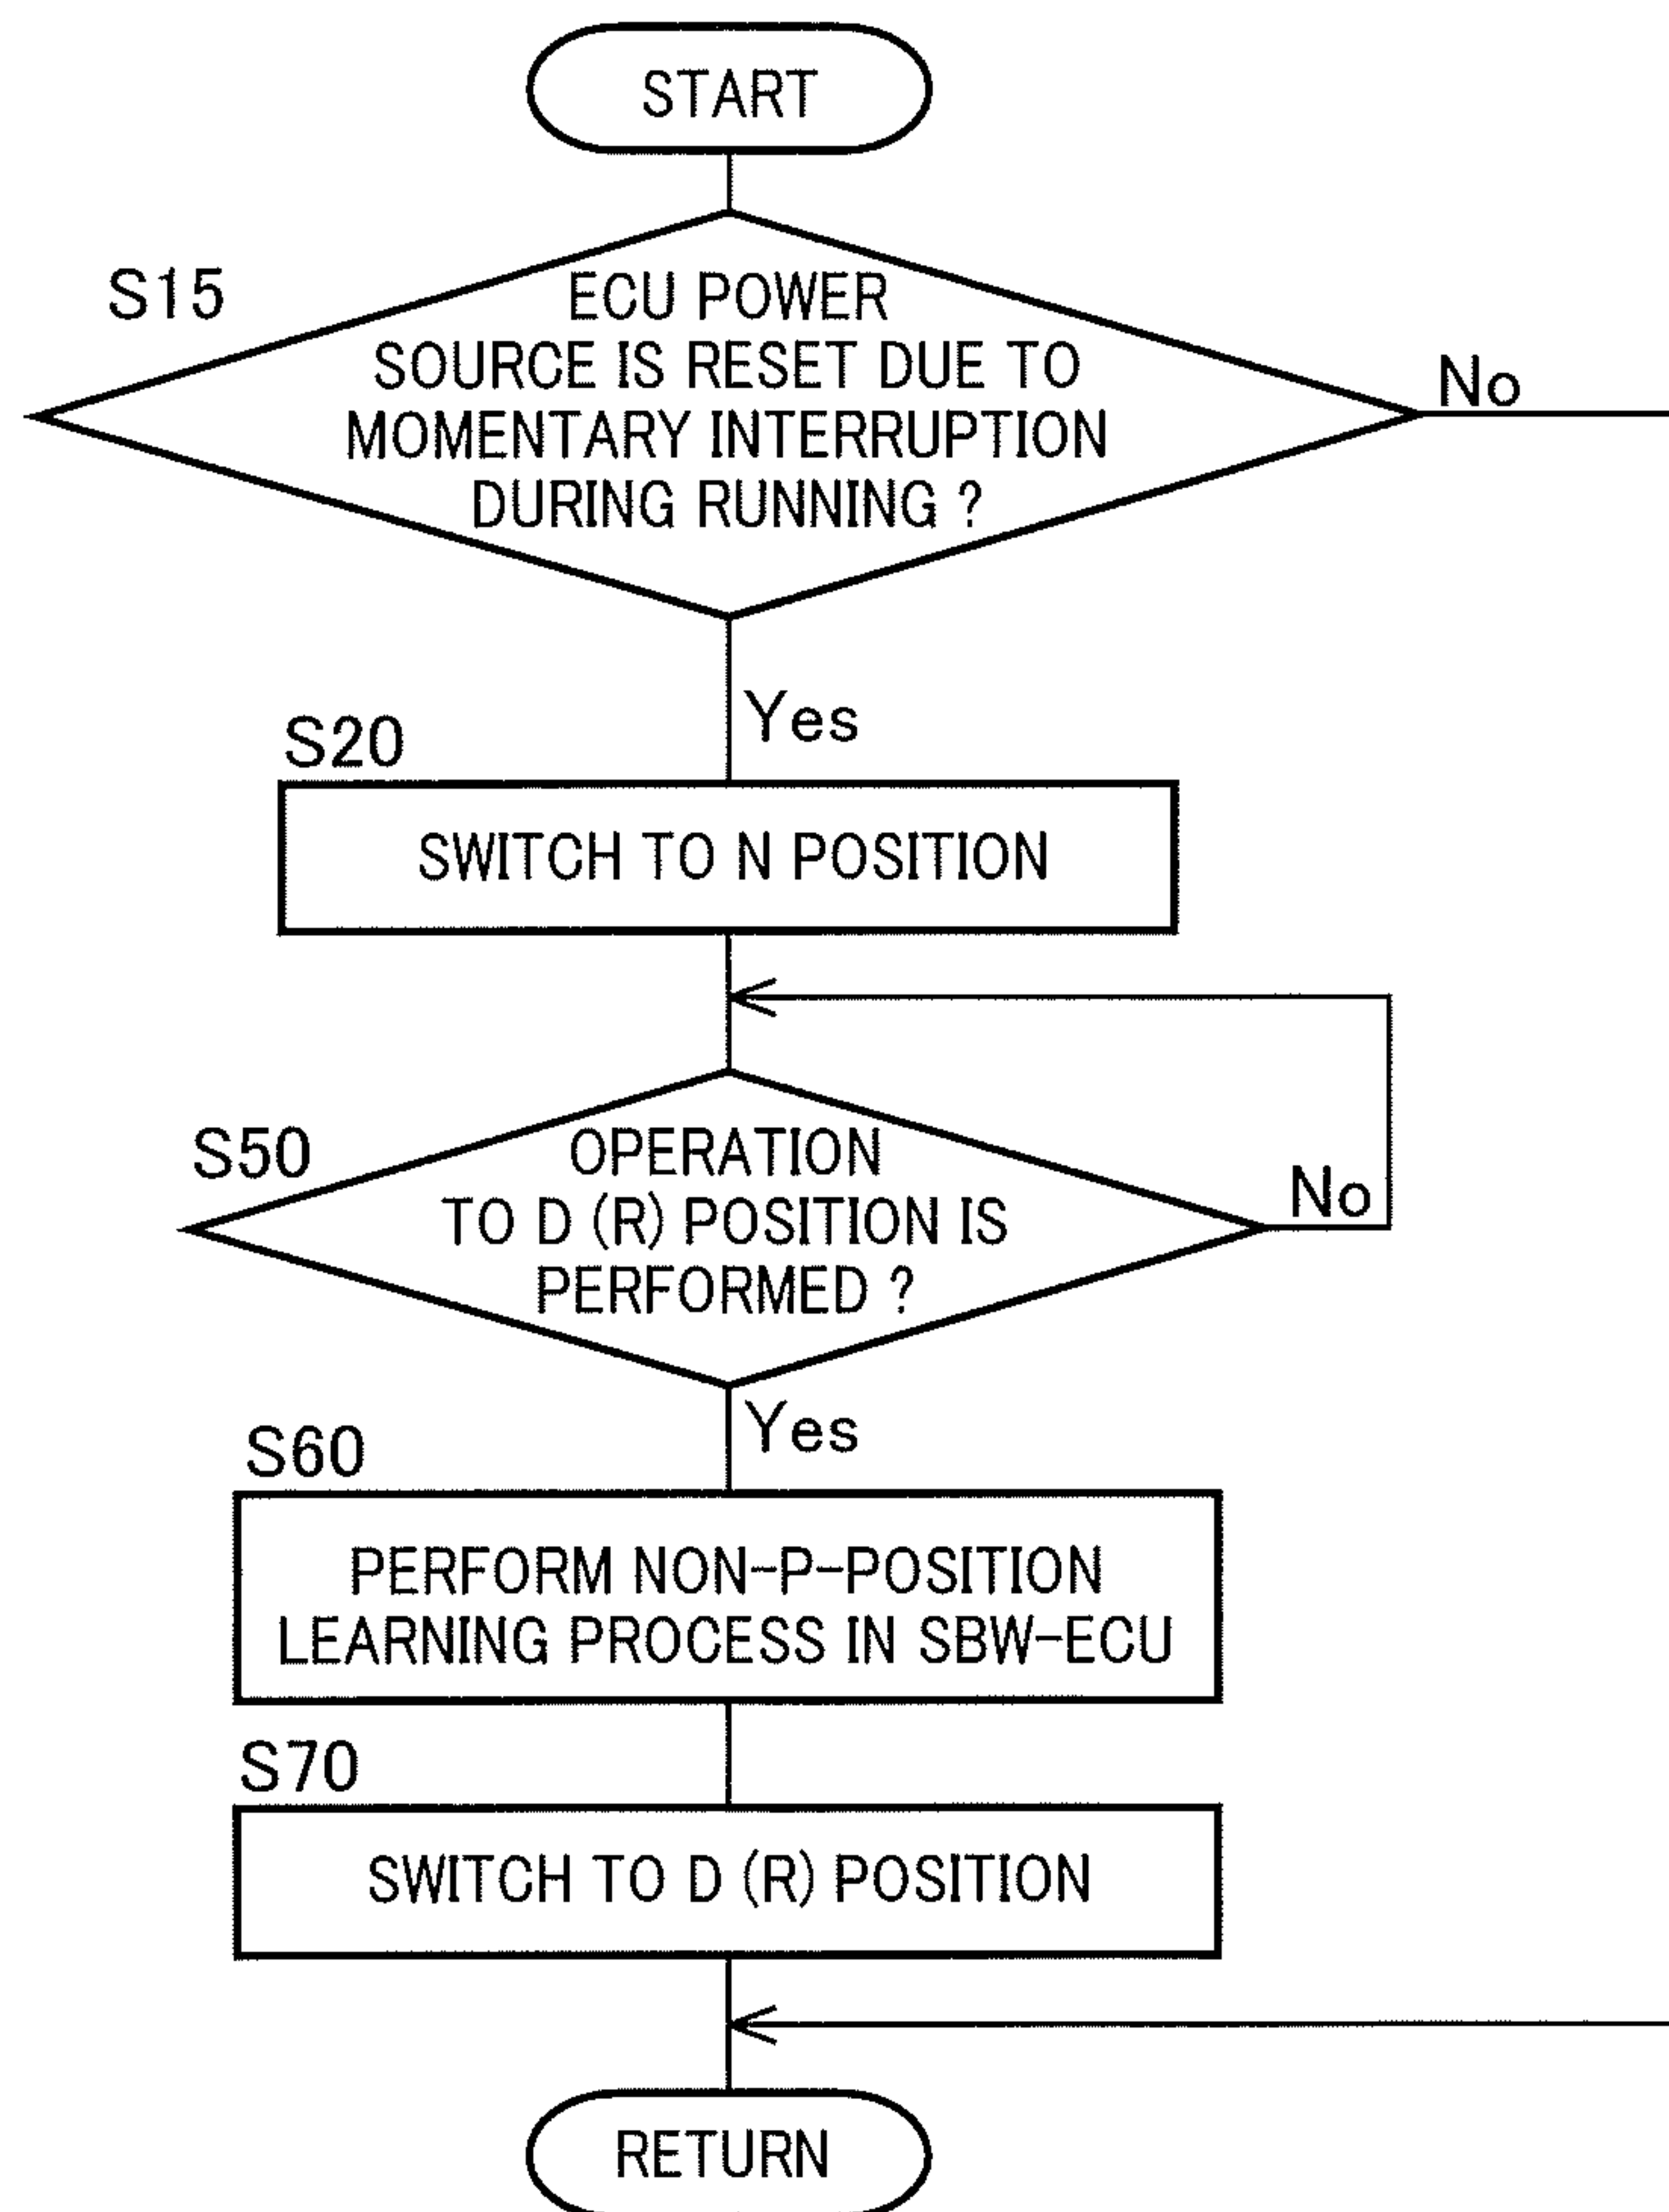 START
S15
ECU POWER
SOURCE IS RESET DUE TO
MOMENTARY INTERRUPTION
DURING RUNNING ?
No
Yes
S20
SWITCH TO N POSITION
S50
OPERATION
TO D (R) POSITION IS
PERFORMED ?
No
Yes
S60
PERFORM NON-P-POSITION
LEARNING PROCESS IN SBW-ECU
S70
SWITCH TO D (R) POSITION
RETURN